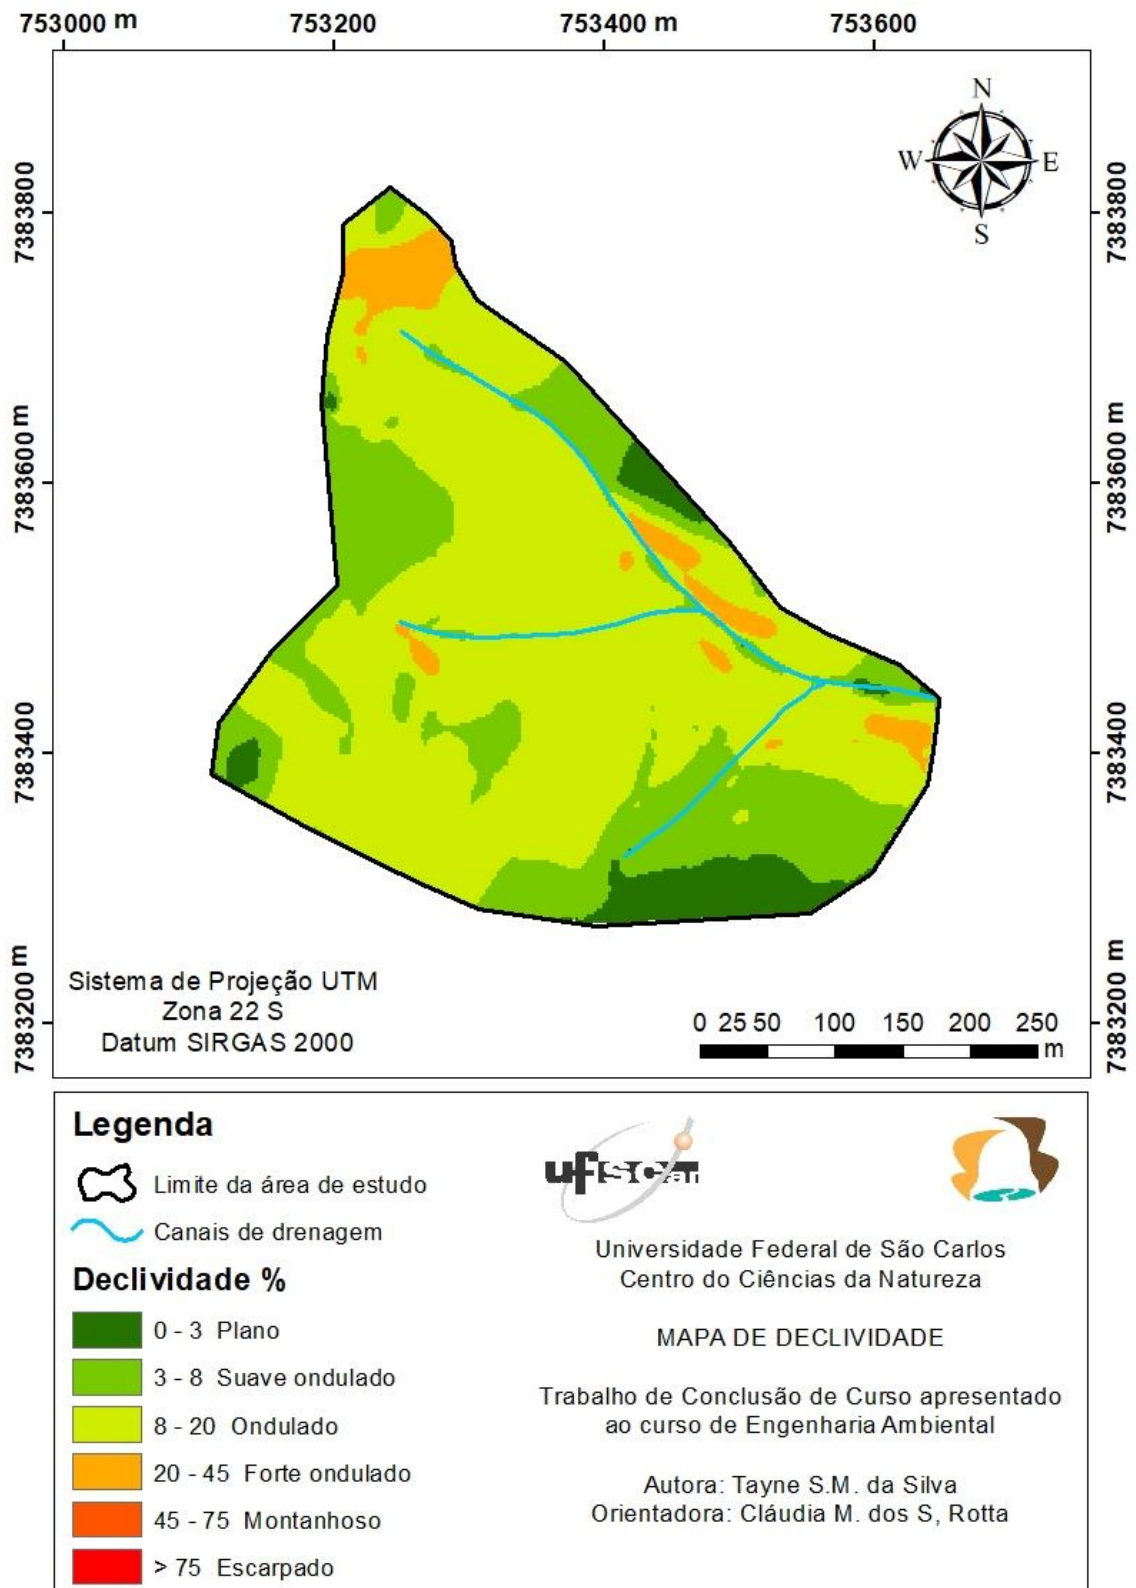 753000 m
753200
753400 m
753600
N
W
E
S
7383800
7383800
7383600 m
7383600 m
7383400
7383400
7383200 m
7383200 m
Sistema de Projeção UTM
Zona 22 S
Datum SIRGAS 2000
0 25 50 100 150 200 250
m
Legenda
Limite da área de estudo
Canais de drenagem
Declividade %
0 - 3 Plano
3 - 8 Suave ondulado
8 - 20 Ondulado
20 - 45 Forte ondulado
45 - 75 Montanhoso
> 75 Escarpado
ufscar
Universidade Federal de São Carlos
Centro do Ciências da Natureza
MAPA DE DECLIVIDADE
Trabalho de Conclusão de Curso apresentado
ao curso de Engenharia Ambiental
Autora: Tayne S.M. da Silva
Orientadora: Cláudia M. dos S, Rotta